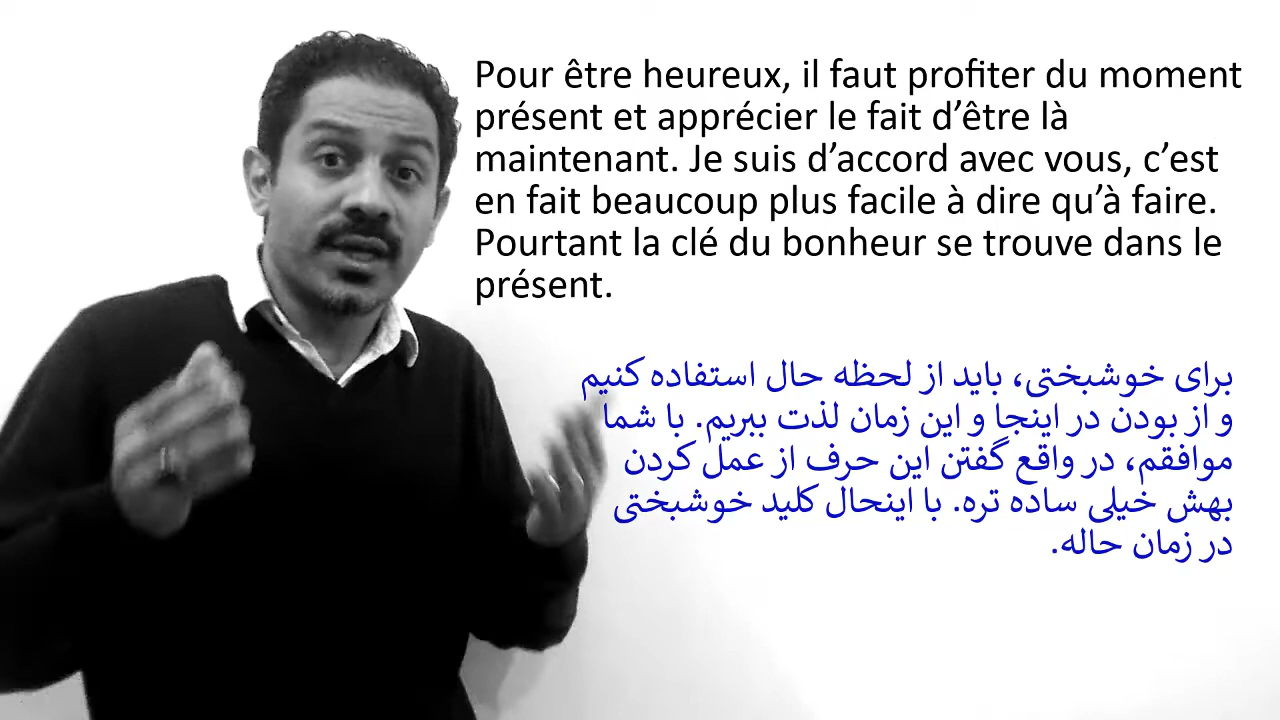 Pour être heureux, il faut profiter du moment
présent et apprécier le fait d’être là
maintenant. Je suis d’accord avec vous, c’est
en fait beaucoup plus facile à dire qu’à faire.
Pourtant la clé du bonheur se trouve dans le
présent.
برای خوشبختی، باید از لحظه حال استفاده کنیم
و از بودن در اینجا و این زمان لذت ببریم. با شما
موافقم، در واقع گفتن این حرف از عمل کردن
بهش خیلی ساده تره. با اینحال کلید خوشبختی
در زمان حاله.